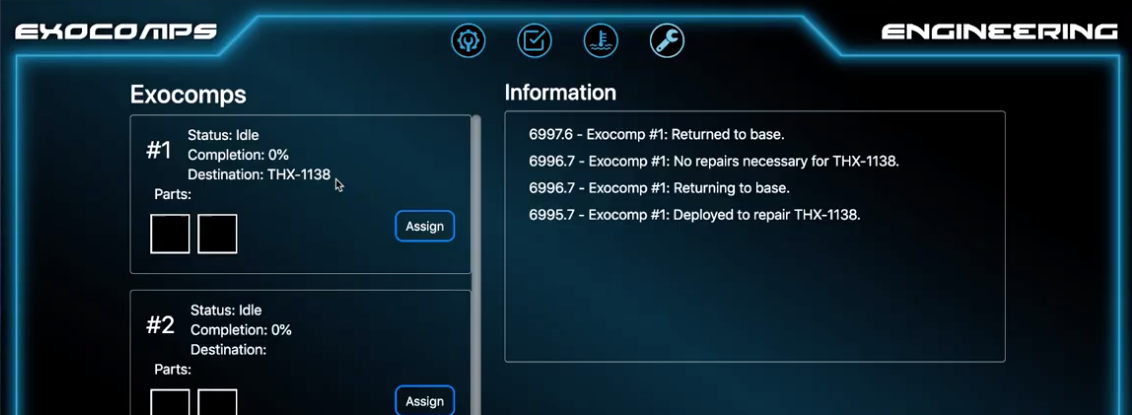 EXOCOMPS
ENGINEERING
Exocomps
#1
Status: Idle
Completion: 0%
Destination: THX-1138
Parts:
Assign
#2
Status: Idle
Completion: 0%
Destination:
Parts:
Assign
Information
6997.6 - Exocomp #1: Returned to base.
6996.7 - Exocomp #1: No repairs necessary for THX-1138.
6996.7 - Exocomp #1: Returning to base.
6995.7 - Exocomp #1: Deployed to repair THX-1138.